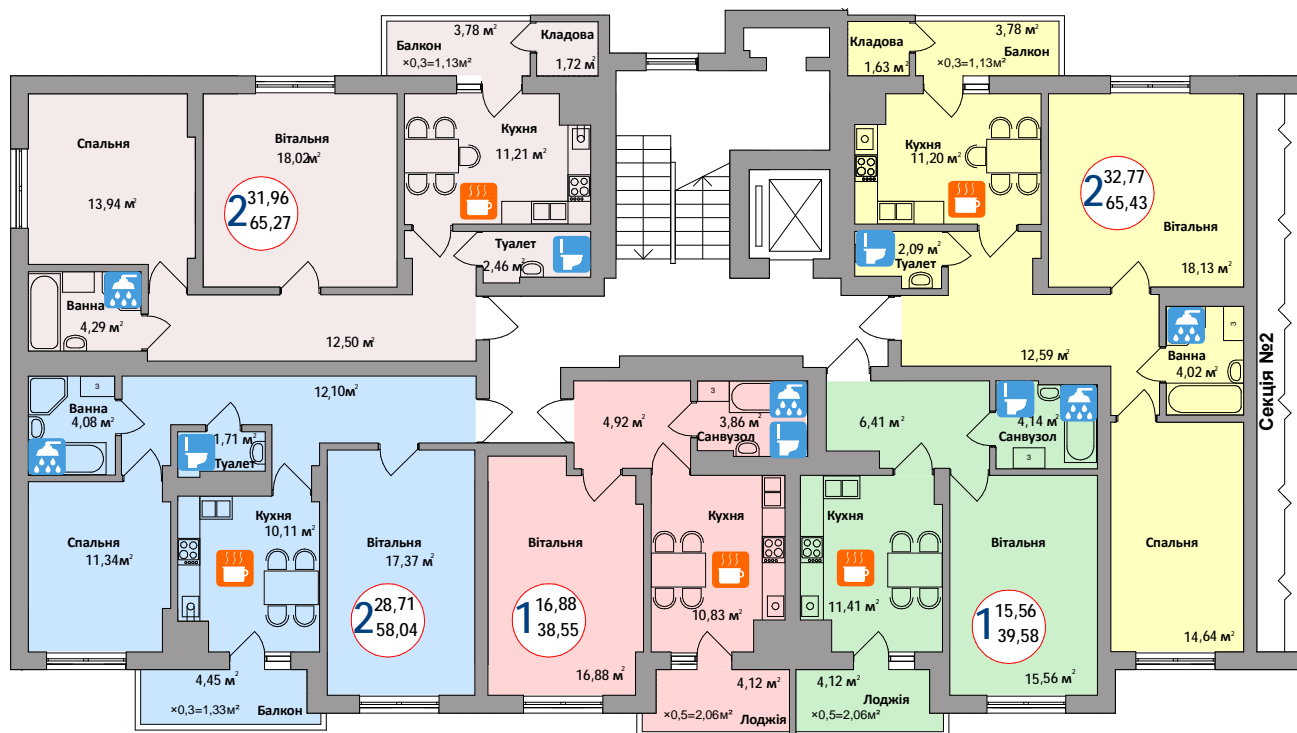 3,78 м²
Балкон
×0,3=1,13м²
Кладова
1,72 м²
Кладова
1,63 м²
3,78 м²
Балкон
×0,3=1,13м²
Спальня
13,94 м²
Вітальня
18,02м²
2
31,96
65,27
Кухня
11,21 м²
Туалет
2,46 м²
Кухня
11,20 м²
2
32,77
65,43
Вітальня
18,13 м²
2,09 м²
Туалет
Ванна
4,29 м²
12,50 м²
12,59 м²
З
Ванна
4,02 м²
Секція №2
З
Ванна
4,08 м²
12,10м²
1,71 м²
Туалет
4,92 м²
З
3,86 м²
Санвузол
6,41 м²
4,14 м²
Санвузол
З
Спальня
11,34м²
Кухня
10,11 м²
Вітальня
17,37 м²
2
28,71
58,04
Вітальня
1
16,88
38,55
16,88 м²
Кухня
10,83 м²
Кухня
11,41 м²
Вітальня
1
15,56
39,58
15,56 м²
Спальня
14,64 м²
4,45 м²
×0,3=1,33м²
Балкон
4,12 м²
×0,5=2,06м²
Лоджія
4,12 м²
Лоджія
×0,5=2,06м²